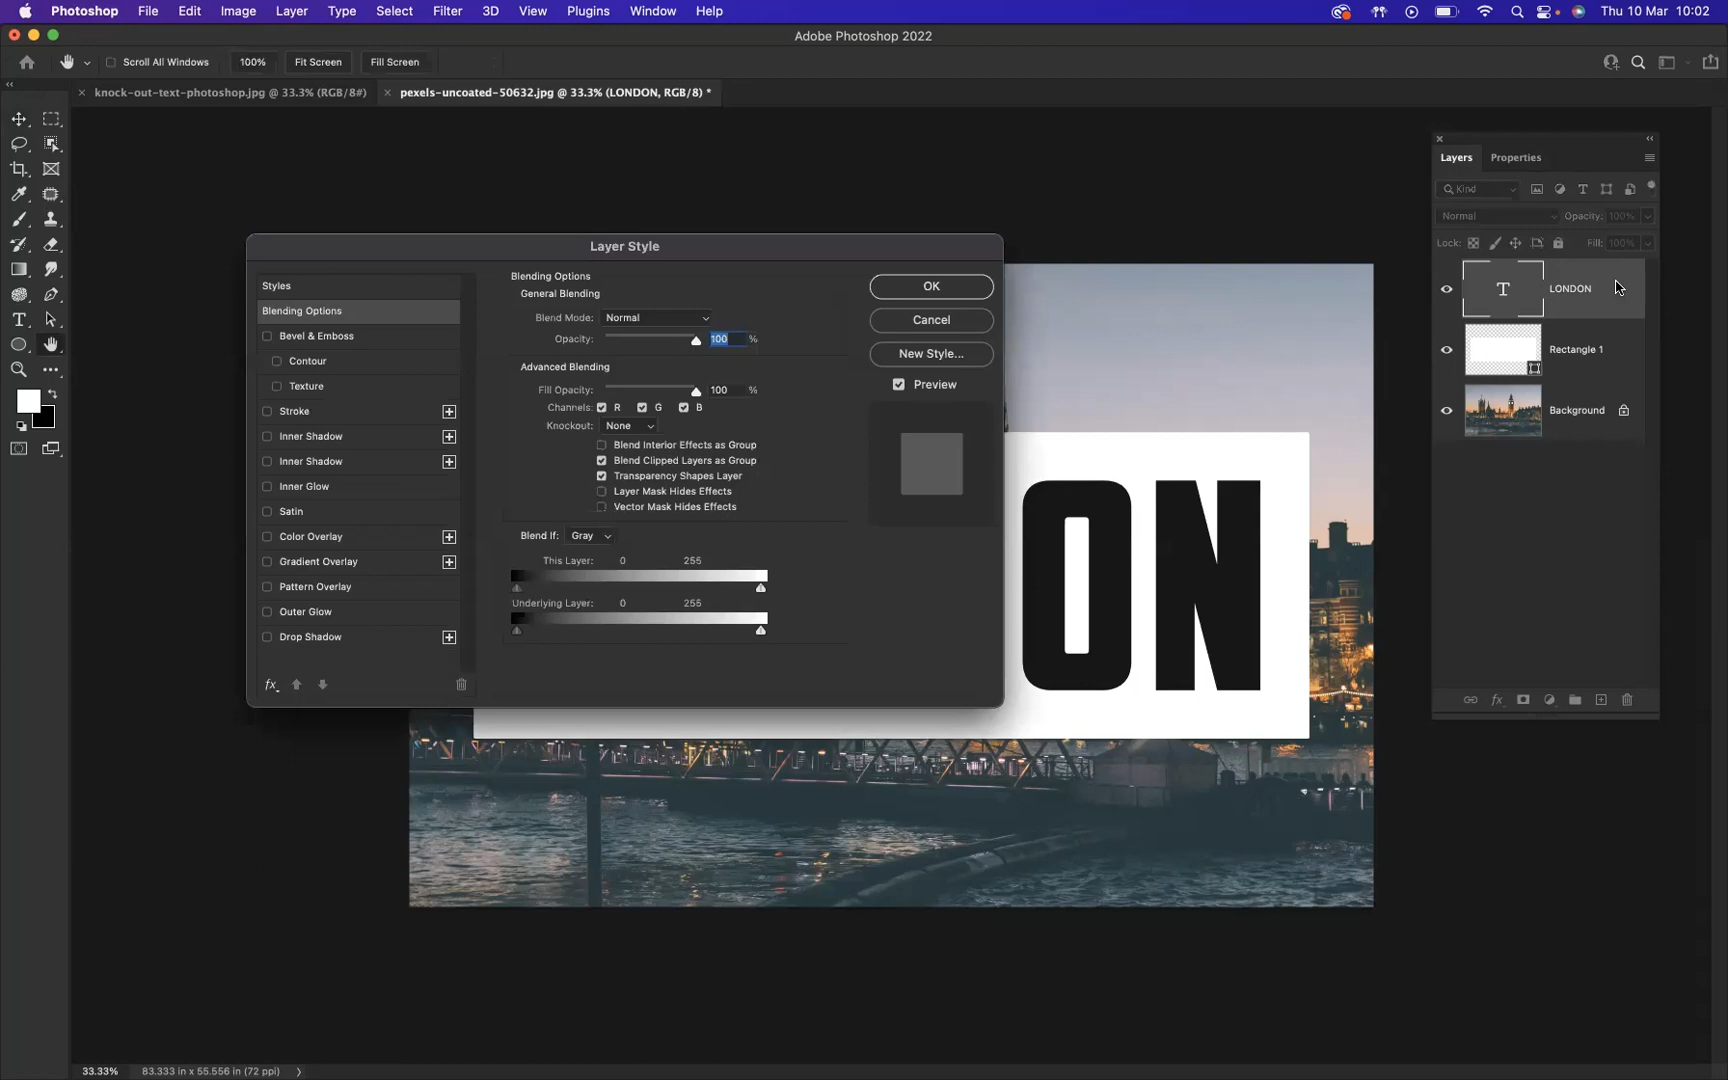 Photoshop File Edit Image Layer Type Select Filter 3D View Plugins Window Help Thu 10 Mar 10:02
Adobe Photoshop 2022
Scroll All Windows 100% Fit Screen Fill Screen
knock-out-text-photoshop.jpg @ 33.3% (RGB/8#) pexels-uncoated-50632.jpg @ 33.3% (LONDON, RGB/8) *
Layer Style
Styles
Blending Options
Bevel & Emboss
Contour
Texture
Stroke
Inner Shadow
Inner Shadow
Inner Glow
Satin
Color Overlay
Gradient Overlay
Pattern Overlay
Outer Glow
Drop Shadow
fx
Blending Options
General Blending
Blend Mode: Normal
Opacity: 100 %
Advanced Blending
Fill Opacity: 100 %
Channels: R G B
Knockout: None
Blend Interior Effects as Group
Blend Clipped Layers as Group
Transparency Shapes Layer
Layer Mask Hides Effects
Vector Mask Hides Effects
Blend If: Gray
This Layer: 0 255
Underlying Layer: 0 255
OK
Cancel
New Style...
Preview
ON
Layers Properties
Kind
Normal Opacity: 100%
Lock: Fill: 100%
T LONDON
Rectangle 1
Background
fx
33.33% 83.333 in x 55.556 in (72 ppi)